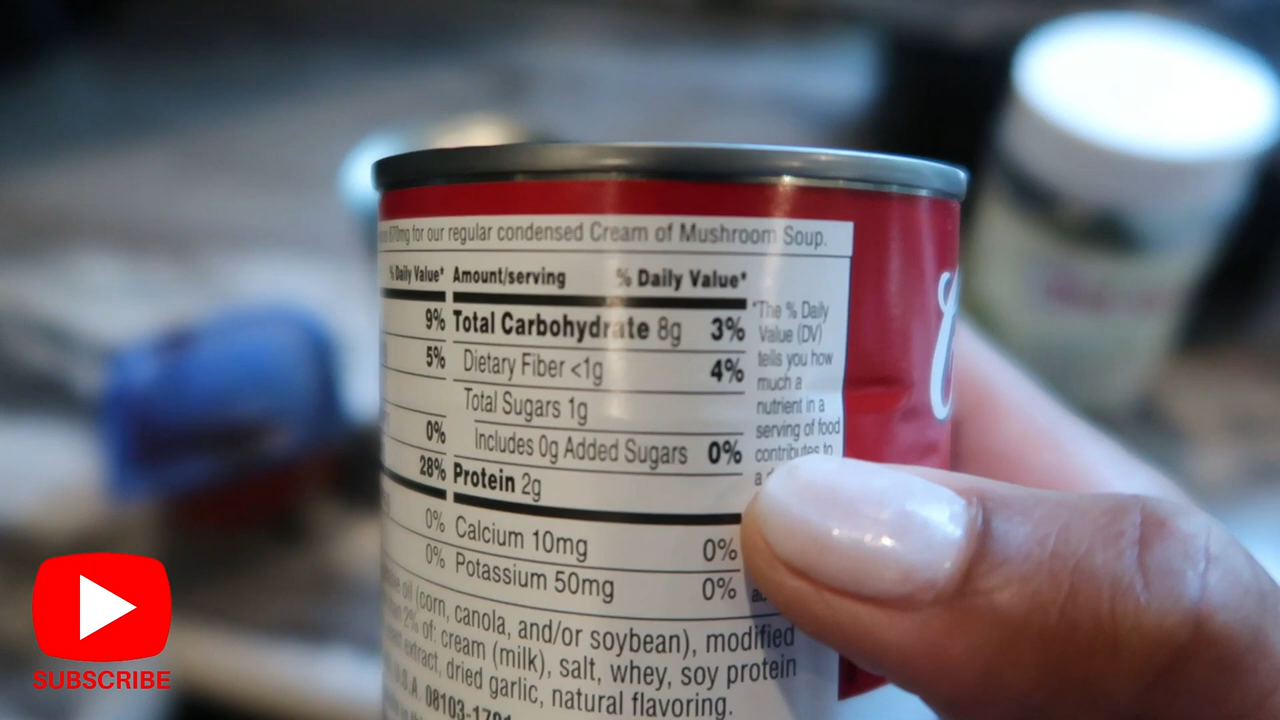 670mg for our regular condensed Cream of Mushroom Soup.
% Daily Value* Amount/serving % Daily Value*
9% Total Carbohydrate 8g 3%
5% Dietary Fiber <1g 4%
Total Sugars 1g
0% Includes 0g Added Sugars 0%
28% Protein 2g
0% Calcium 10mg 0%
0% Potassium 50mg 0%
*The % Daily
Value (DV)
tells you how
much a
nutrient in a
serving of food
contributes to
a
oil (corn, canola, and/or soybean), modified
2% of: cream (milk), salt, whey, soy protein
extract, dried garlic, natural flavoring.
08103-1701
SUBSCRIBE